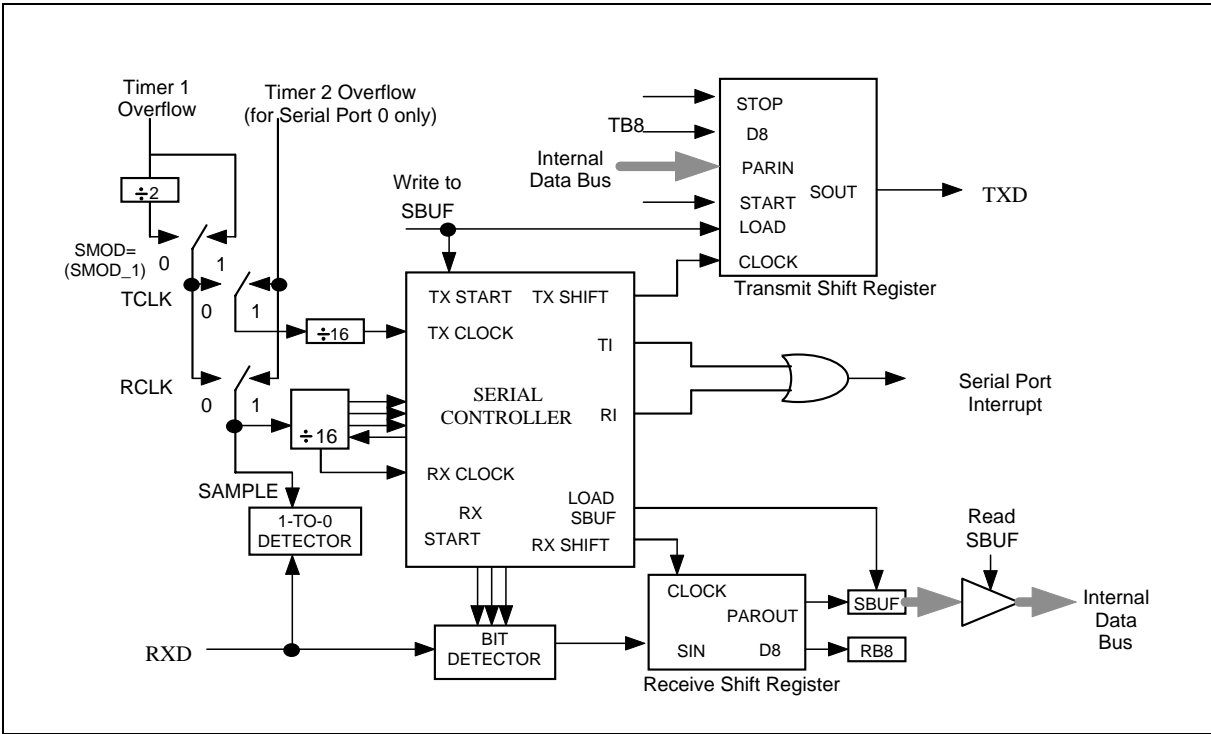 Timer 1
Overflow
Timer 2 Overflow
(for Serial Port 0 only)
÷2
SMOD=
(SMOD_1)
0
1
TCLK
0
1
÷16
RCLK
0
1
÷16
SAMPLE
1-TO-0
DETECTOR
RXD
Write to
SBUF
TX START
TX SHIFT
TX CLOCK
TI
SERIAL
CONTROLLER
RI
RX CLOCK
LOAD
SBUF
RX
START
RX SHIFT
BIT
DETECTOR
TB8
Internal
Data Bus
STOP
D8
PARIN
START
SOUT
LOAD
CLOCK
Transmit Shift Register
TXD
Serial Port
Interrupt
CLOCK
PAROUT
SIN
D8
Receive Shift Register
SBUF
RB8
Read
SBUF
Internal
Data
Bus